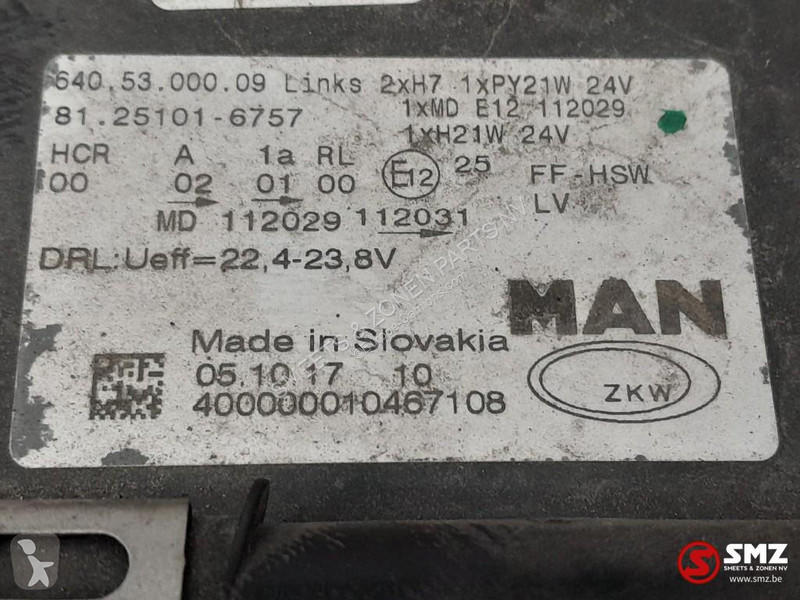 640.53.000.09 Links 2xH7 1xPY21W 24V
81.25101-6757 1xMD E12 112029
1xH21W 24V
HCR A 1a RL E12 25 FF-HSW
00 02 01 00 LV
MD 112029 112031
DRL:Ueff=22,4-23,8V
MAN
Made in Slovakia
05.10.17 10
ZKW
400000010467108
SMZ
SHEETS & ZONEN NV
www.smz.be